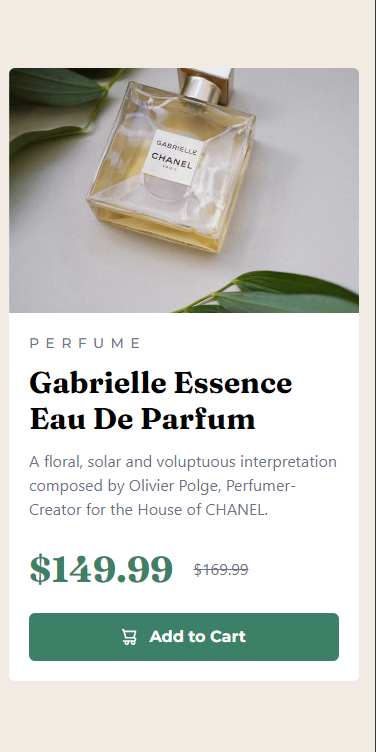 GABRIELLE
CHANEL
PARIS
PERFUME
Gabrielle Essence
Eau De Parfum
A floral, solar and voluptuous interpretation
composed by Olivier Polge, Perfumer-
Creator for the House of CHANEL.
$149.99 $169.99
Add to Cart